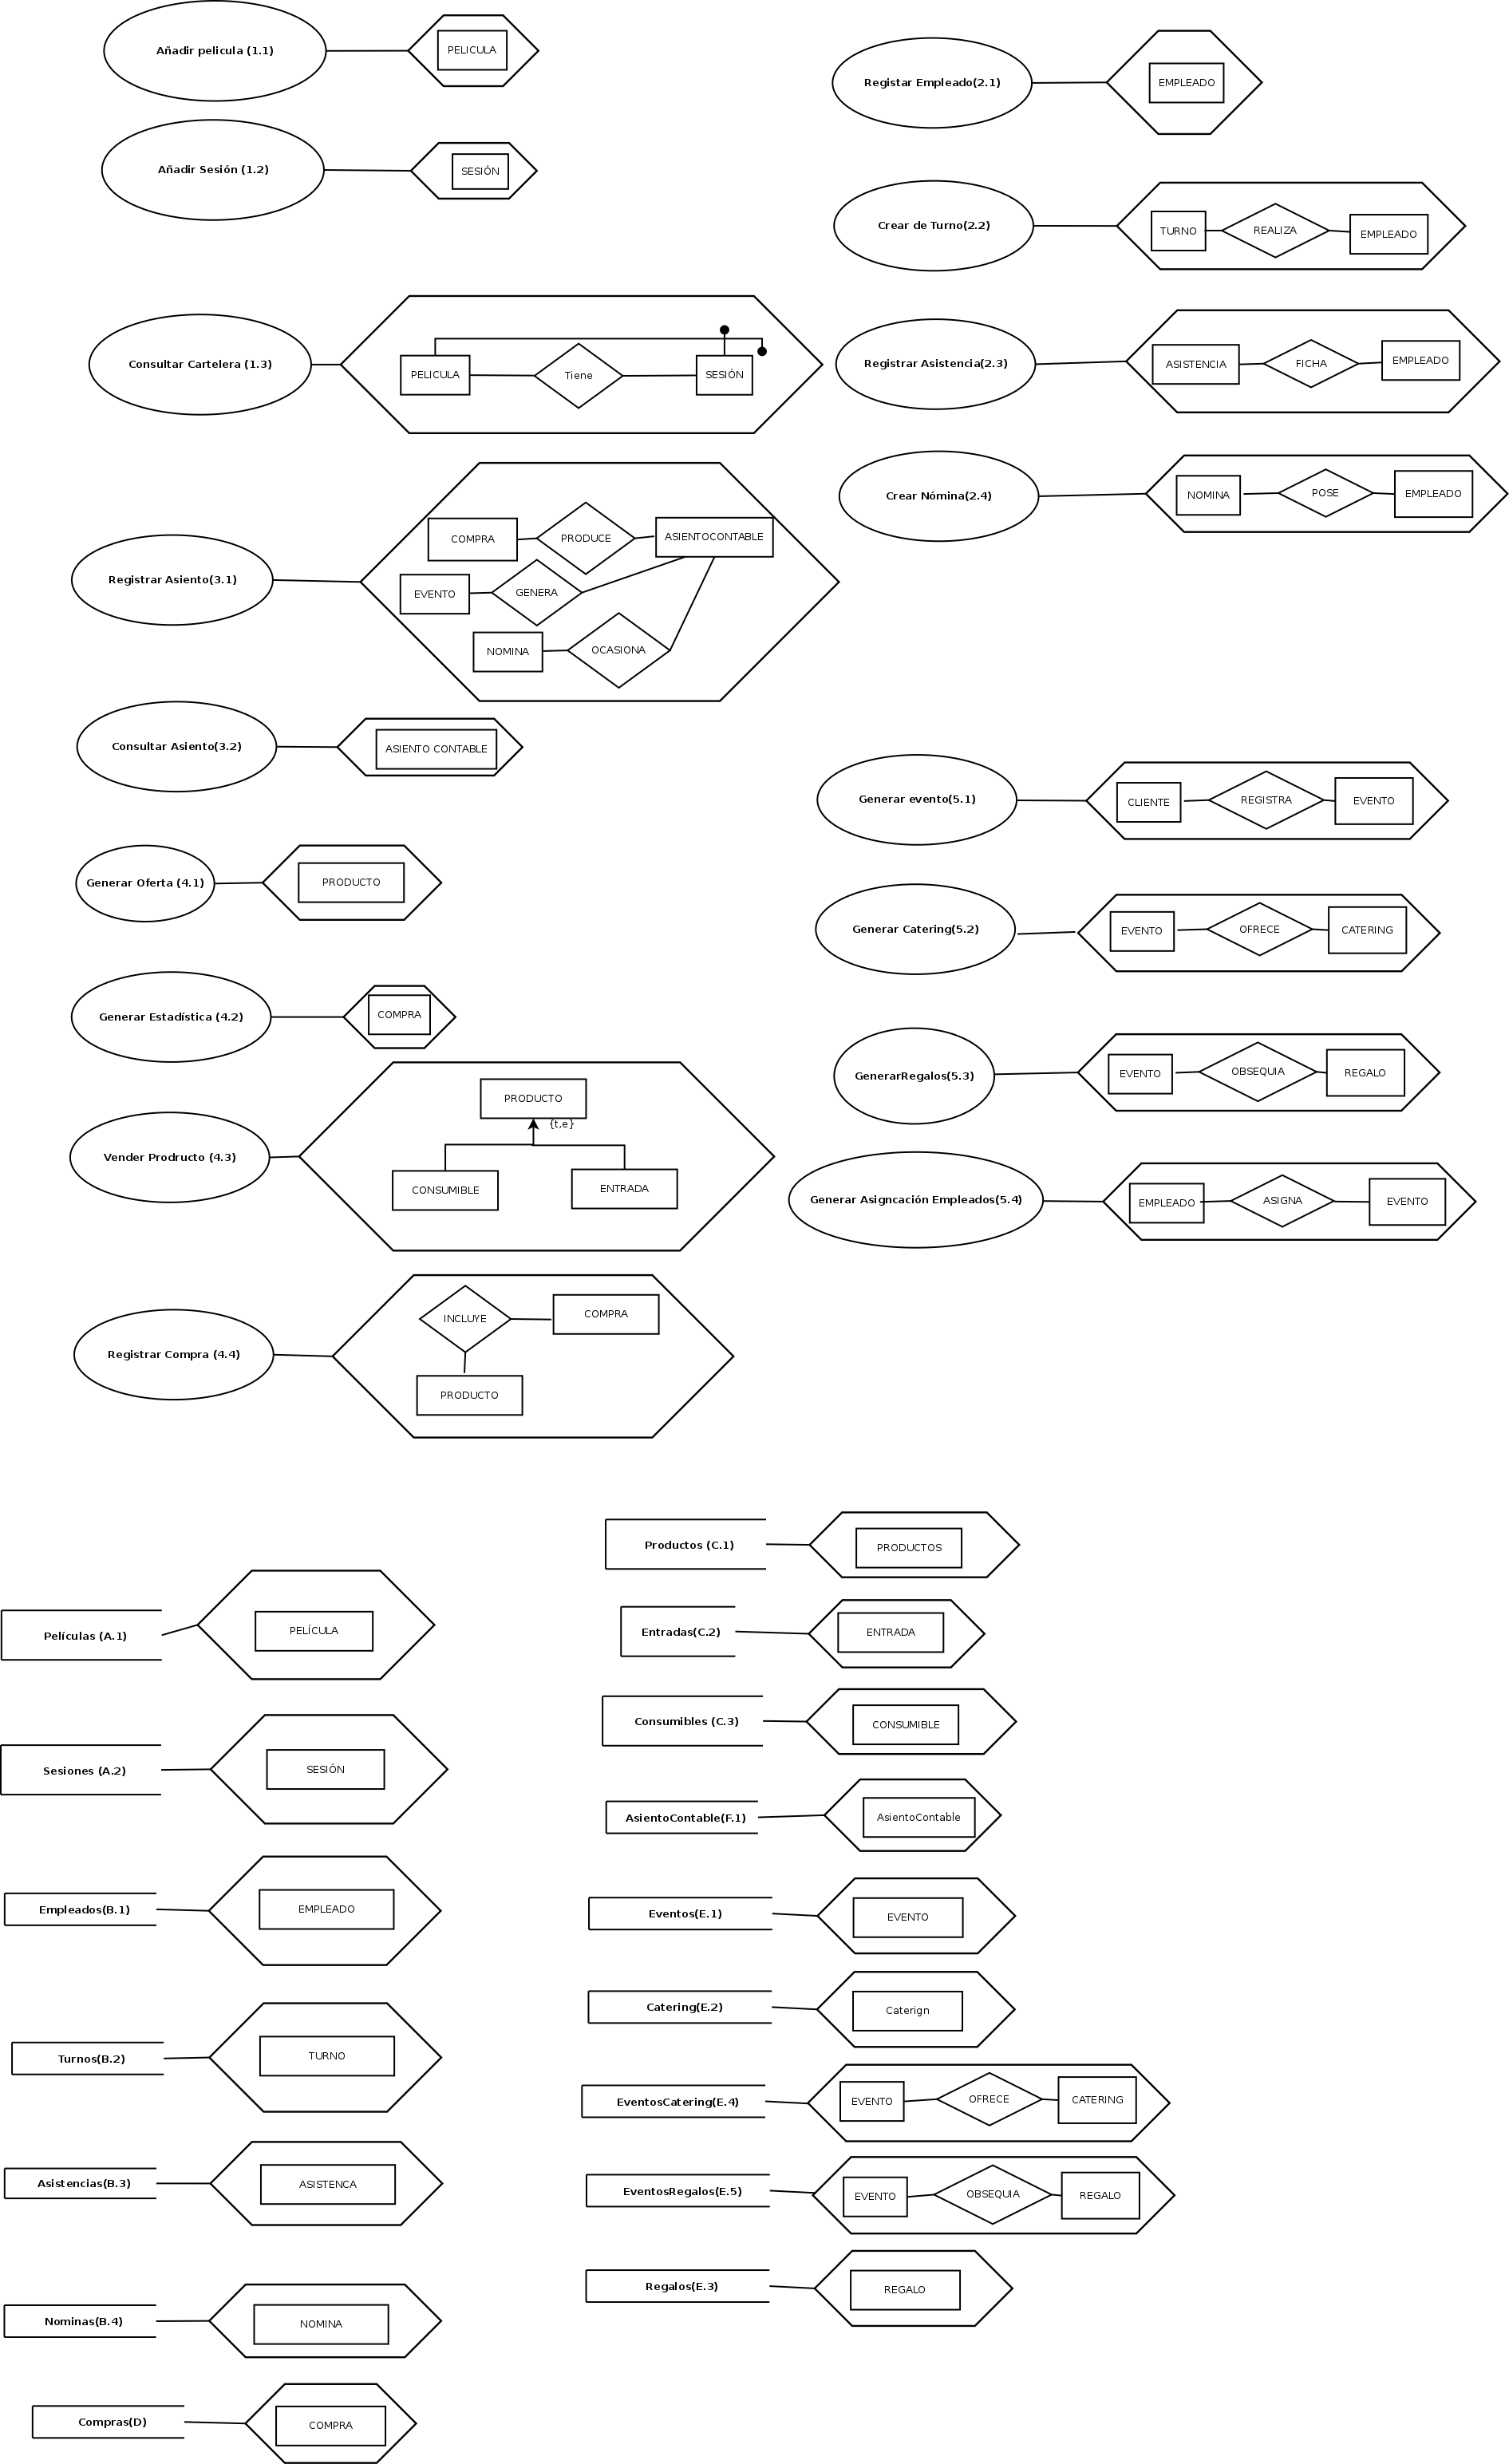 Añadir pelicula (1.1)
PELICULA
Añadir Sesión (1.2)
SESIÓN
Consultar Cartelera (1.3)
PELICULA
Tiene
SESIÓN
Registar Empleado(2.1)
EMPLEADO
Crear de Turno(2.2)
TURNO
REALIZA
EMPLEADO
Registrar Asistencia(2.3)
ASISTENCIA
FICHA
EMPLEADO
Crear Nómina(2.4)
NOMINA
POSE
EMPLEADO
Registrar Asiento(3.1)
COMPRA
PRODUCE
ASIENTOCONTABLE
EVENTO
GENERA
NOMINA
OCASIONA
Consultar Asiento(3.2)
ASIENTO CONTABLE
Generar Oferta (4.1)
PRODUCTO
Generar Estadística (4.2)
COMPRA
Vender Prodructo (4.3)
PRODUCTO
{t,e}
CONSUMIBLE
ENTRADA
Registrar Compra (4.4)
INCLUYE
COMPRA
PRODUCTO
Generar evento(5.1)
CLIENTE
REGISTRA
EVENTO
Generar Catering(5.2)
EVENTO
OFRECE
CATERING
GenerarRegalos(5.3)
EVENTO
OBSEQUIA
REGALO
Generar Asigncación Empleados(5.4)
EMPLEADO
ASIGNA
EVENTO
Películas (A.1)
PELÍCULA
Sesiones (A.2)
SESIÓN
Empleados(B.1)
EMPLEADO
Turnos(B.2)
TURNO
Asistencias(B.3)
ASISTENCA
Nominas(B.4)
NOMINA
Compras(D)
COMPRA
Productos (C.1)
PRODUCTOS
Entradas(C.2)
ENTRADA
Consumibles (C.3)
CONSUMIBLE
AsientoContable(F.1)
AsientoContable
Eventos(E.1)
EVENTO
Catering(E.2)
Caterign
EventosCatering(E.4)
EVENTO
OFRECE
CATERING
EventosRegalos(E.5)
EVENTO
OBSEQUIA
REGALO
Regalos(E.3)
REGALO